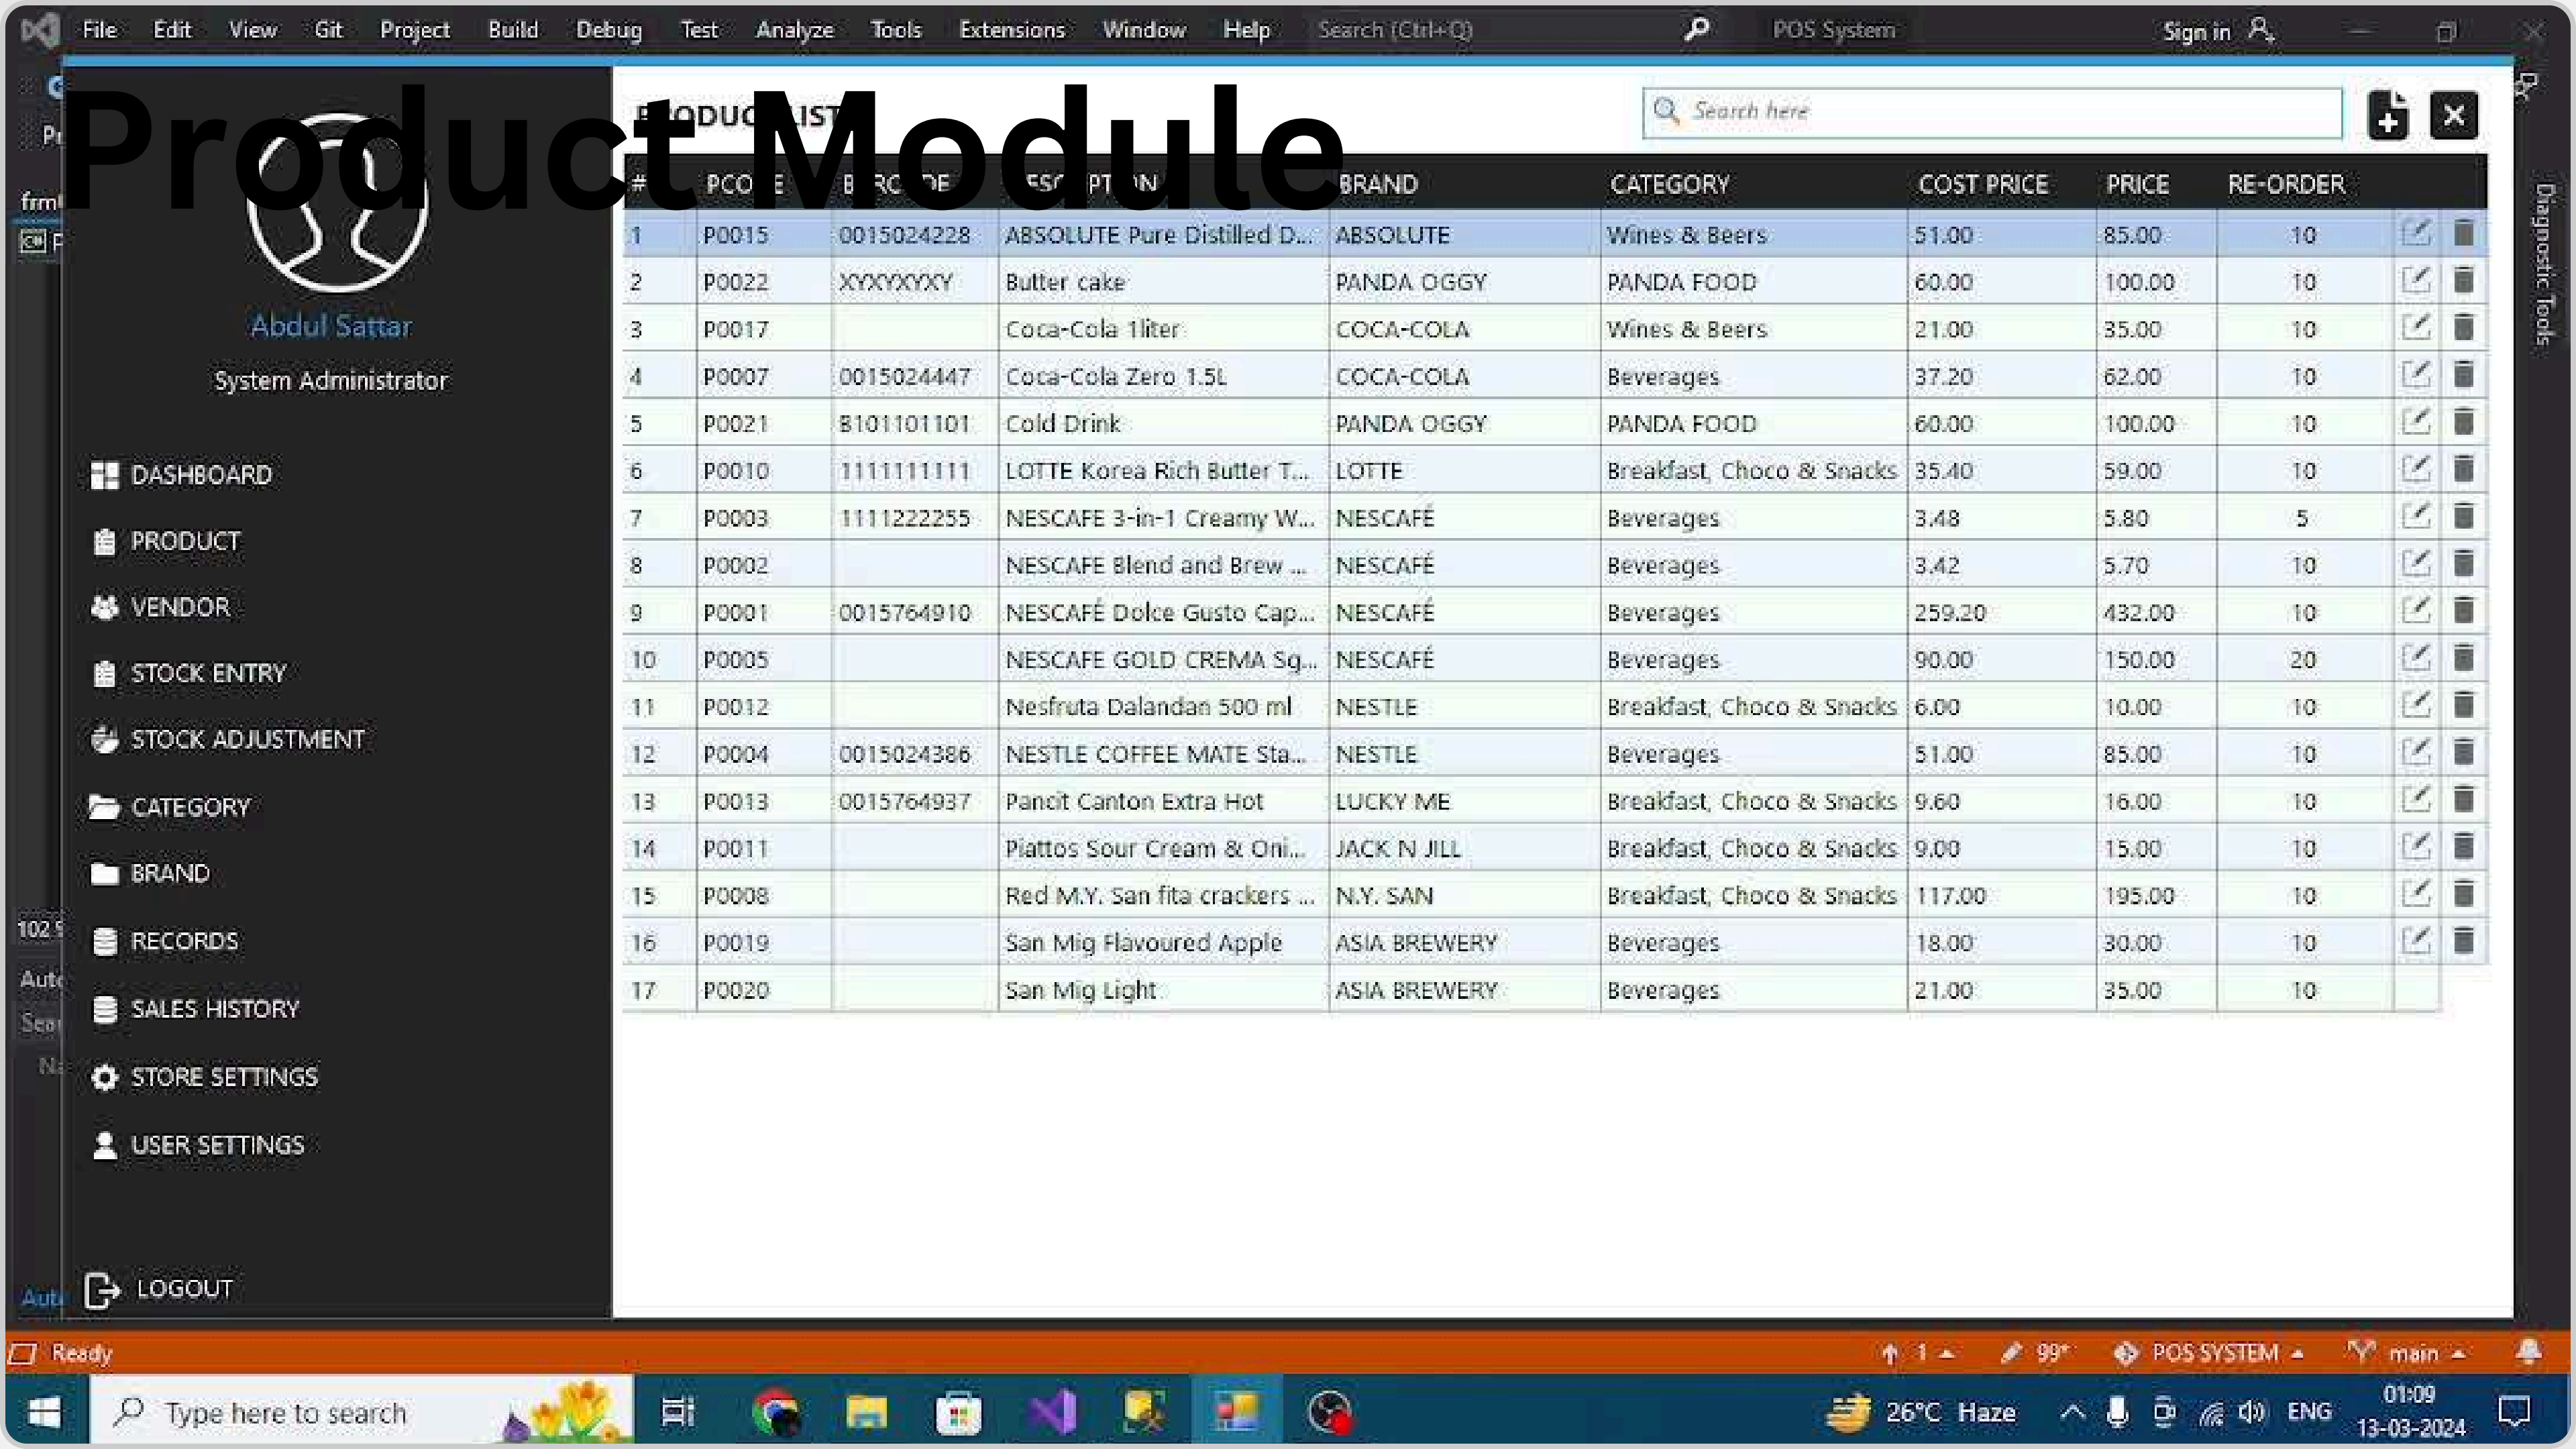 File Edit View Git Project Build Debug Test Analyze Tools Extensions Window Help Search (Ctrl+Q) POS System Sign in
Product Module
PRODUCT LIST
Search here
Abdul Sattar
System Administrator
DASHBOARD
PRODUCT
VENDOR
STOCK ENTRY
STOCK ADJUSTMENT
CATEGORY
BRAND
RECORDS
SALES HISTORY
STORE SETTINGS
USER SETTINGS
LOGOUT
# PCODE BARCODE DESCRIPTION BRAND CATEGORY COST PRICE PRICE RE-ORDER
1 P0015 0015024228 ABSOLUTE Pure Distilled D... ABSOLUTE Wines & Beers 51.00 85.00 10
2 P0022 XYXYXYXY Butter cake PANDA OGGY PANDA FOOD 60.00 100.00 10
3 P0017 Coca-Cola 1liter COCA-COLA Wines & Beers 21.00 35.00 10
4 P0007 0015024447 Coca-Cola Zero 1.5L COCA-COLA Beverages 37.20 62.00 10
5 P0021 B101101101 Cold Drink PANDA OGGY PANDA FOOD 60.00 100.00 10
6 P0010 1111111111 LOTTE Korea Rich Butter T... LOTTE Breakfast, Choco & Snacks 35.40 59.00 10
7 P0003 1111222255 NESCAFE 3-in-1 Creamy W... NESCAFÉ Beverages 3.48 5.80 5
8 P0002 NESCAFE Blend and Brew ... NESCAFÉ Beverages 3.42 5.70 10
9 P0001 0015764910 NESCAFÉ Dolce Gusto Cap... NESCAFÉ Beverages 259.20 432.00 10
10 P0005 NESCAFE GOLD CREMA Sq... NESCAFÉ Beverages 90.00 150.00 20
11 P0012 Nesfruta Dalandan 500 ml NESTLE Breakfast, Choco & Snacks 6.00 10.00 10
12 P0004 0015024386 NESTLE COFFEE MATE Sta... NESTLE Beverages 51.00 85.00 10
13 P0013 0015764937 Pancit Canton Extra Hot LUCKY ME Breakfast, Choco & Snacks 9.60 16.00 10
14 P0011 Piattos Sour Cream & Oni... JACK N JILL Breakfast, Choco & Snacks 9.00 15.00 10
15 P0008 Red M.Y. San fita crackers ... N.Y. SAN Breakfast, Choco & Snacks 117.00 195.00 10
16 P0019 San Mig Flavoured Apple ASIA BREWERY Beverages 18.00 30.00 10
17 P0020 San Mig Light ASIA BREWERY Beverages 21.00 35.00 10
Diagnostic Tools
102 %
Ready 1 99+ POS SYSTEM main
Type here to search 26°C Haze ENG 01:09
13-03-2024